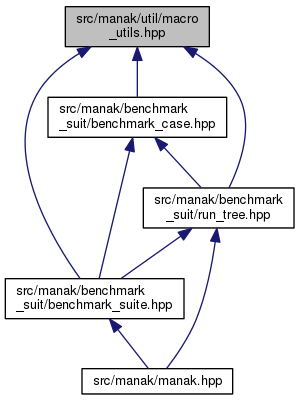 src/manak/util/macro
_utils.hpp
src/manak/benchmark
_suit/benchmark_case.hpp
src/manak/benchmark
_suit/run_tree.hpp
src/manak/benchmark
_suit/benchmark_suite.hpp
src/manak/manak.hpp